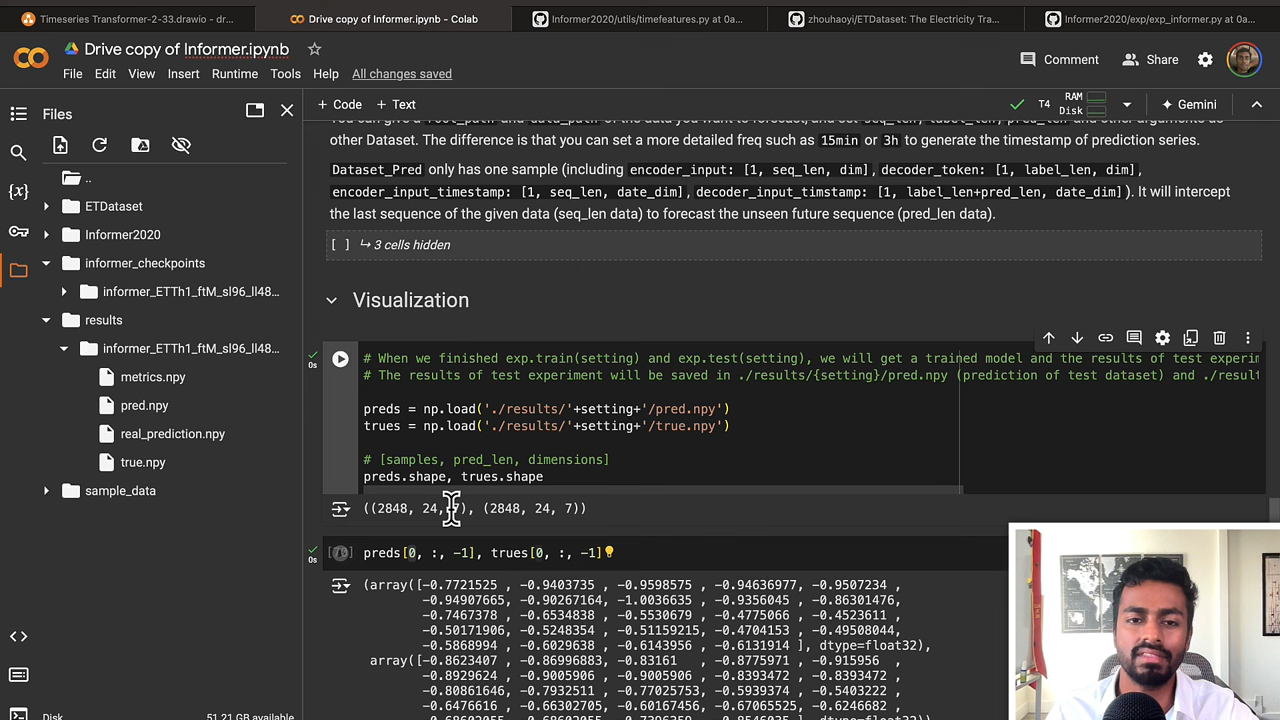 Timeseries Transformer-2-33.drawio - dr...
Drive copy of Informer.ipynb - Colab
Informer2020/utils/timefeatures.py at 0a...
zhouhaoyi/ETDataset: The Electricity Tra...
Informer2020/exp/exp_informer.py at 0a...
Drive copy of Informer.ipynb
File Edit View Insert Runtime Tools Help All changes saved
Comment Share
Files
+ Code + Text
T4 RAM Disk Gemini
other Dataset. The difference is that you can set a more detailed freq such as 15min or 3h to generate the timestamp of prediction series.
Dataset_Pred only has one sample (including encoder_input: [1, seq_len, dim], decoder_token: [1, label_len, dim],
encoder_input_timestamp: [1, seq_len, date_dim], decoder_input_timstamp: [1, label_len+pred_len, date_dim]). It will intercept
the last sequence of the given data (seq_len data) to forecast the unseen future sequence (pred_len data).
[ ] ↳ 3 cells hidden
..
ETDataset
Informer2020
informer_checkpoints
informer_ETTh1_ftM_sl96_ll48...
results
informer_ETTh1_ftM_sl96_ll48...
metrics.npy
pred.npy
real_prediction.npy
true.npy
sample_data
Visualization
0s
# When we finished exp.train(setting) and exp.test(setting), we will get a trained model and the results of test experim
# The results of test experiment will be saved in ./results/{setting}/pred.npy (prediction of test dataset) and ./result
preds = np.load('./results/'+setting+'/pred.npy')
trues = np.load('./results/'+setting+'/true.npy')
# [samples, pred_len, dimensions]
preds.shape, trues.shape
((2848, 24, 7), (2848, 24, 7))
0s
preds[0, :, -1], trues[0, :, -1]
(array([-0.7721525 , -0.9403735 , -0.9598575 , -0.94636977, -0.9507234 ,
-0.94907665, -0.90267164, -1.0036635 , -0.9356045 , -0.86301476,
-0.7467378 , -0.6534838 , -0.5530679 , -0.4775066 , -0.4523611 ,
-0.50171906, -0.5248354 , -0.51159215, -0.4704153 , -0.49508044,
-0.5868994 , -0.6029638 , -0.6143956 , -0.6131914 ], dtype=float32),
array([-0.8623407 , -0.86996883, -0.83161 , -0.8775971 , -0.915956 ,
-0.8929624 , -0.9005906 , -0.9005906 , -0.8393472 , -0.8393472 ,
-0.80861646, -0.7932511 , -0.77025753, -0.5939374 , -0.5403222 ,
Disk 51.21 GB available